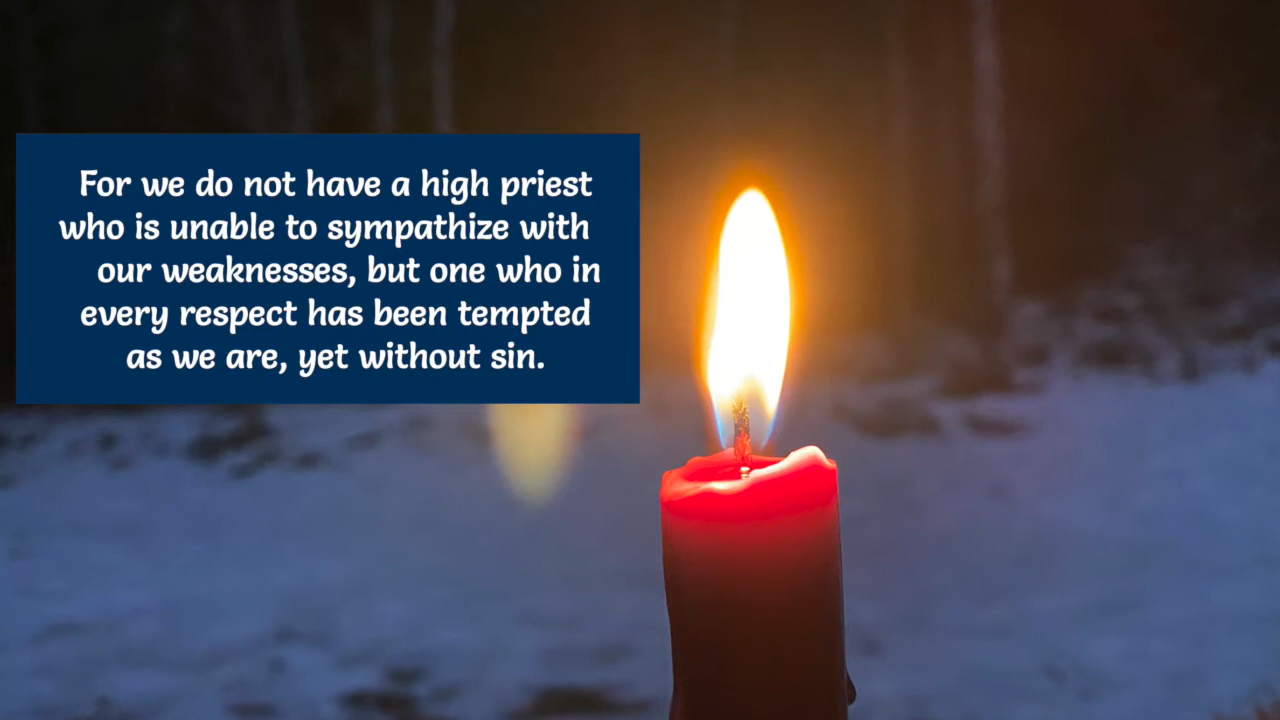 For we do not have a high priest
who is unable to sympathize with
our weaknesses, but one who in
every respect has been tempted
as we are, yet without sin.